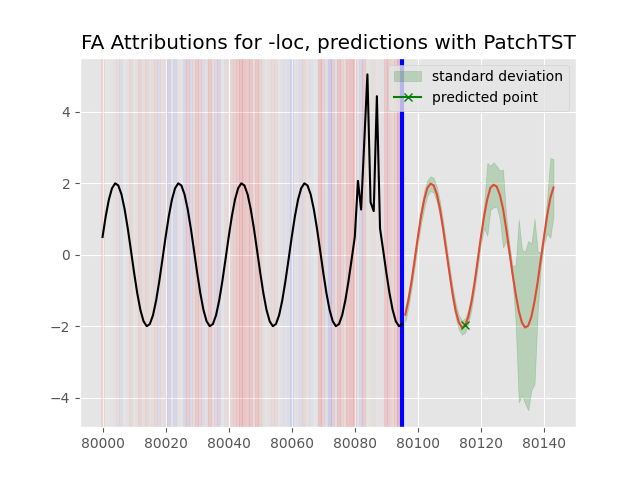 FA Attributions for -loc, predictions with PatchTST
standard deviation
predicted point
4
2
0
−2
−4
80000 80020 80040 80060 80080 80100 80120 80140